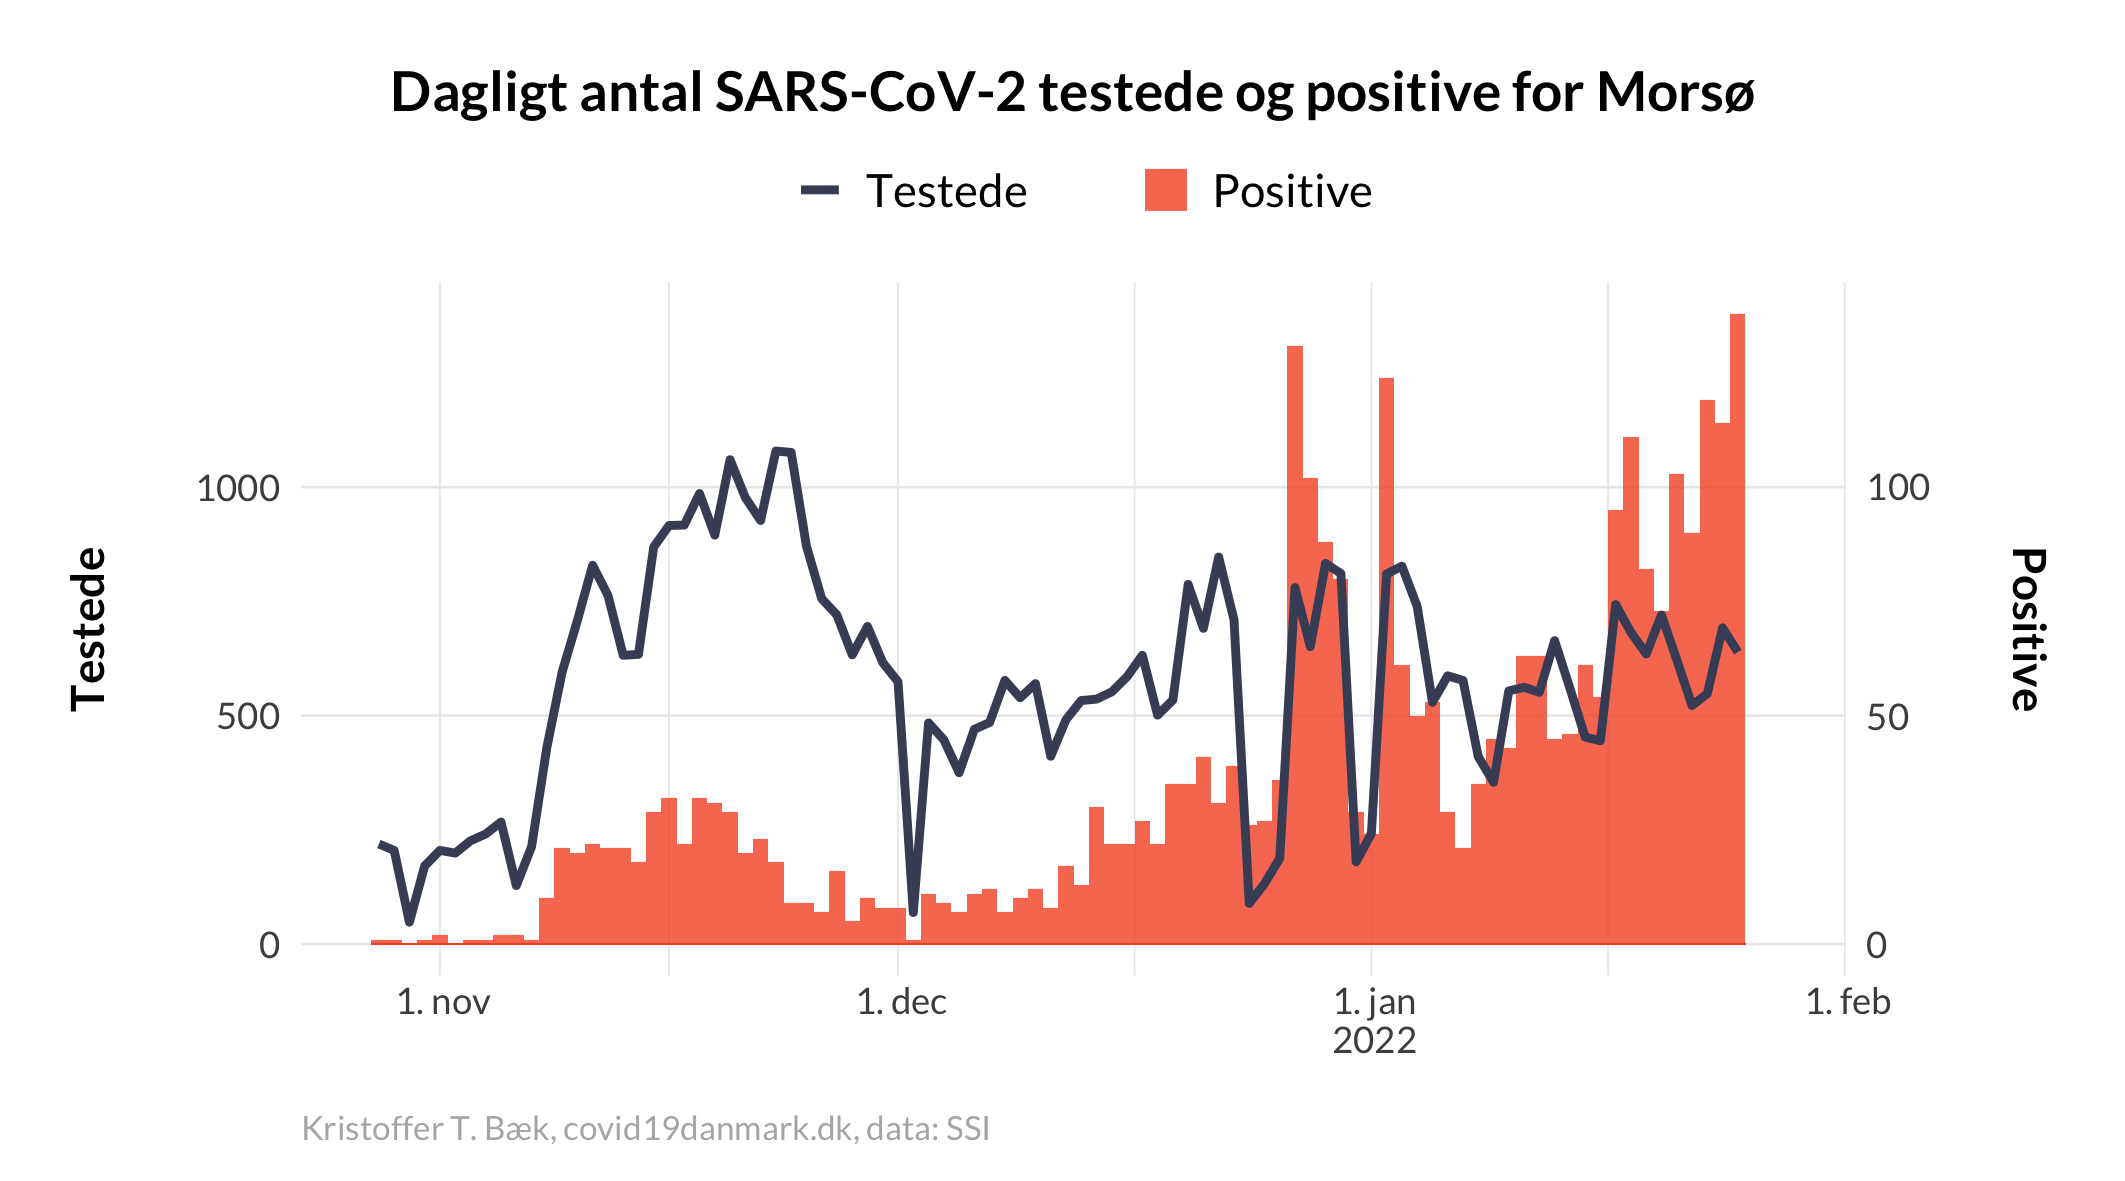 Dagligt antal SARS-CoV-2 testede og positive for Morsø
Testede
Positive
1000
500
0
Testede
100
50
0
Positive
1. nov
1. dec
1. jan
2022
1. feb
Kristoffer T. Bæk, covid19danmark.dk, data: SSI